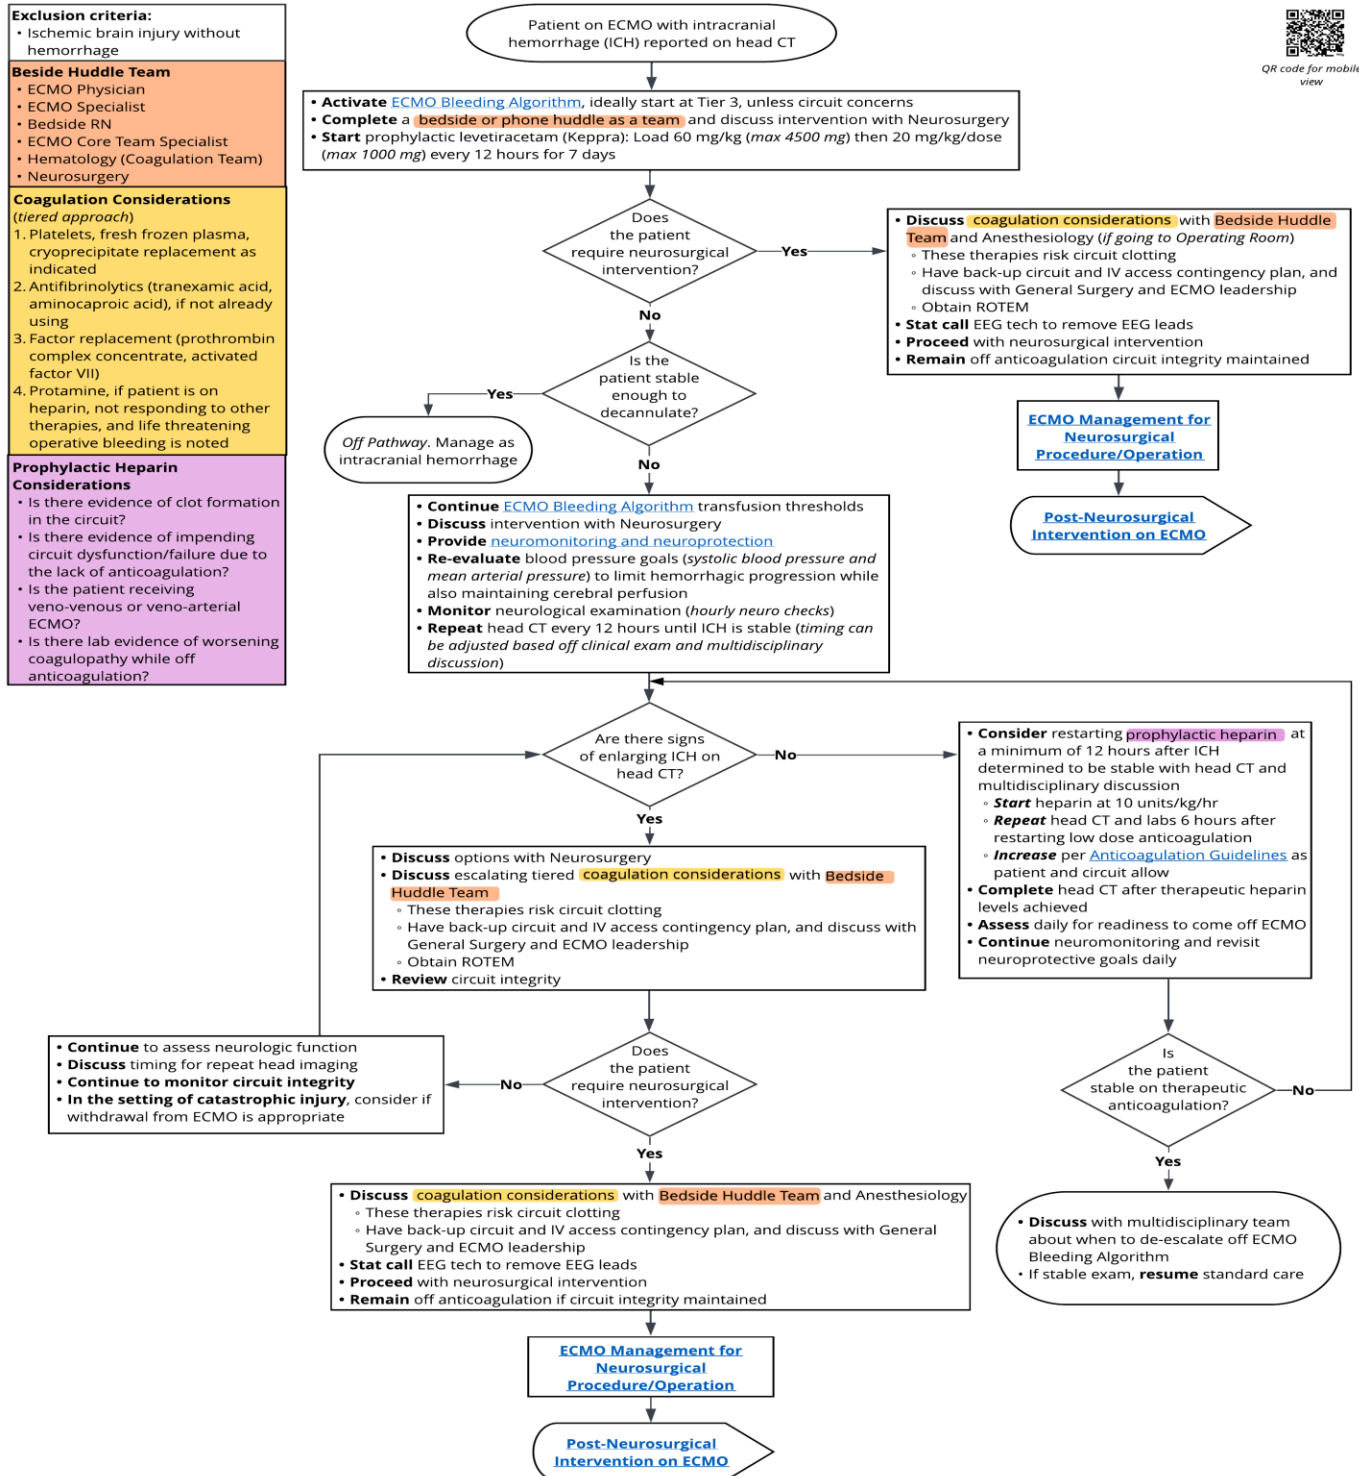 Exclusion criteria:
• Ischemic brain injury without
hemorrhage
Beside Huddle Team
• ECMO Physician
• ECMO Specialist
• Bedside RN
• ECMO Core Team Specialist
• Hematology (Coagulation Team)
• Neurosurgery
Coagulation Considerations
(tiered approach)
1. Platelets, fresh frozen plasma,
cryoprecipitate replacement as
indicated
2. Antifibrinolytics (tranexamic acid,
aminocaproic acid), if not already
using
3. Factor replacement (prothrombin
complex concentrate, activated
factor VII)
4. Protamine, if patient is on
heparin, not responding to other
therapies, and life threatening
operative bleeding is noted
Prophylactic Heparin
Considerations
• Is there evidence of clot formation
in the circuit?
• Is there evidence of impending
circuit dysfunction/failure due to
the lack of anticoagulation?
• Is the patient receiving
veno-venous or veno-arterial
ECMO?
• Is there lab evidence of worsening
coagulopathy while off
anticoagulation?
Patient on ECMO with intracranial
hemorrhage (ICH) reported on head CT
QR code for mobile
view
• Activate ECMO Bleeding Algorithm, ideally start at Tier 3, unless circuit concerns
• Complete a bedside or phone huddle as a team and discuss intervention with Neurosurgery
• Start prophylactic levetiracetam (Keppra): Load 60 mg/kg (max 4500 mg) then 20 mg/kg/dose
(max 1000 mg) every 12 hours for 7 days
Does
the patient
require neurosurgical
intervention?
Yes
• Discuss coagulation considerations with Bedside Huddle
Team and Anesthesiology (if going to Operating Room)
◦ These therapies risk circuit clotting
◦ Have back-up circuit and IV access contingency plan, and
discuss with General Surgery and ECMO leadership
◦ Obtain ROTEM
• Stat call EEG tech to remove EEG leads
• Proceed with neurosurgical intervention
• Remain off anticoagulation circuit integrity maintained
ECMO Management for
Neurosurgical
Procedure/Operation
Post-Neurosurgical
Intervention on ECMO
No
Is the
patient stable
enough to
decannulate?
Yes
Off Pathway. Manage as
intracranial hemorrhage
No
• Continue ECMO Bleeding Algorithm transfusion thresholds
• Discuss intervention with Neurosurgery
• Provide neuromonitoring and neuroprotection
• Re-evaluate blood pressure goals (systolic blood pressure and
mean arterial pressure) to limit hemorrhagic progression while
also maintaining cerebral perfusion
• Monitor neurological examination (hourly neuro checks)
• Repeat head CT every 12 hours until ICH is stable (timing can
be adjusted based off clinical exam and multidisciplinary
discussion)
Are there signs
of enlarging ICH on
head CT?
No
• Consider restarting prophylactic heparin at
a minimum of 12 hours after ICH
determined to be stable with head CT and
multidisciplinary discussion
◦ Start heparin at 10 units/kg/hr
◦ Repeat head CT and labs 6 hours after
restarting low dose anticoagulation
◦ Increase per Anticoagulation Guidelines as
patient and circuit allow
• Complete head CT after therapeutic heparin
levels achieved
• Assess daily for readiness to come off ECMO
• Continue neuromonitoring and revisit
neuroprotective goals daily
Is
the patient
stable on therapeutic
anticoagulation?
No
Yes
• Discuss with multidisciplinary team
about when to de-escalate off ECMO
Bleeding Algorithm
• If stable exam, resume standard care
Yes
• Discuss options with Neurosurgery
• Discuss escalating tiered coagulation considerations with Bedside
Huddle Team
◦ These therapies risk circuit clotting
◦ Have back-up circuit and IV access contingency plan, and discuss with
General Surgery and ECMO leadership
◦ Obtain ROTEM
• Review circuit integrity
Does
the patient
require neurosurgical
intervention?
No
• Continue to assess neurologic function
• Discuss timing for repeat head imaging
• Continue to monitor circuit integrity
• In the setting of catastrophic injury, consider if
withdrawal from ECMO is appropriate
Yes
• Discuss coagulation considerations with Bedside Huddle Team and Anesthesiology
◦ These therapies risk circuit clotting
◦ Have back-up circuit and IV access contingency plan, and discuss with General
Surgery and ECMO leadership
• Stat call EEG tech to remove EEG leads
• Proceed with neurosurgical intervention
• Remain off anticoagulation if circuit integrity maintained
ECMO Management for
Neurosurgical
Procedure/Operation
Post-Neurosurgical
Intervention on ECMO